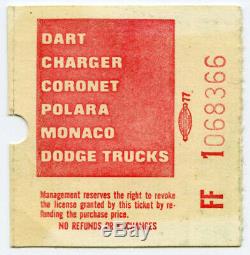 DART
CHARGER
CORONET
POLARA
MONACO
DODGE TRUCKS
Management reserves the right to revoke
the license granted by this ticket by re-
funding the purchase price.
NO REFUNDS OR EXCHANGES
77
FF 1068366